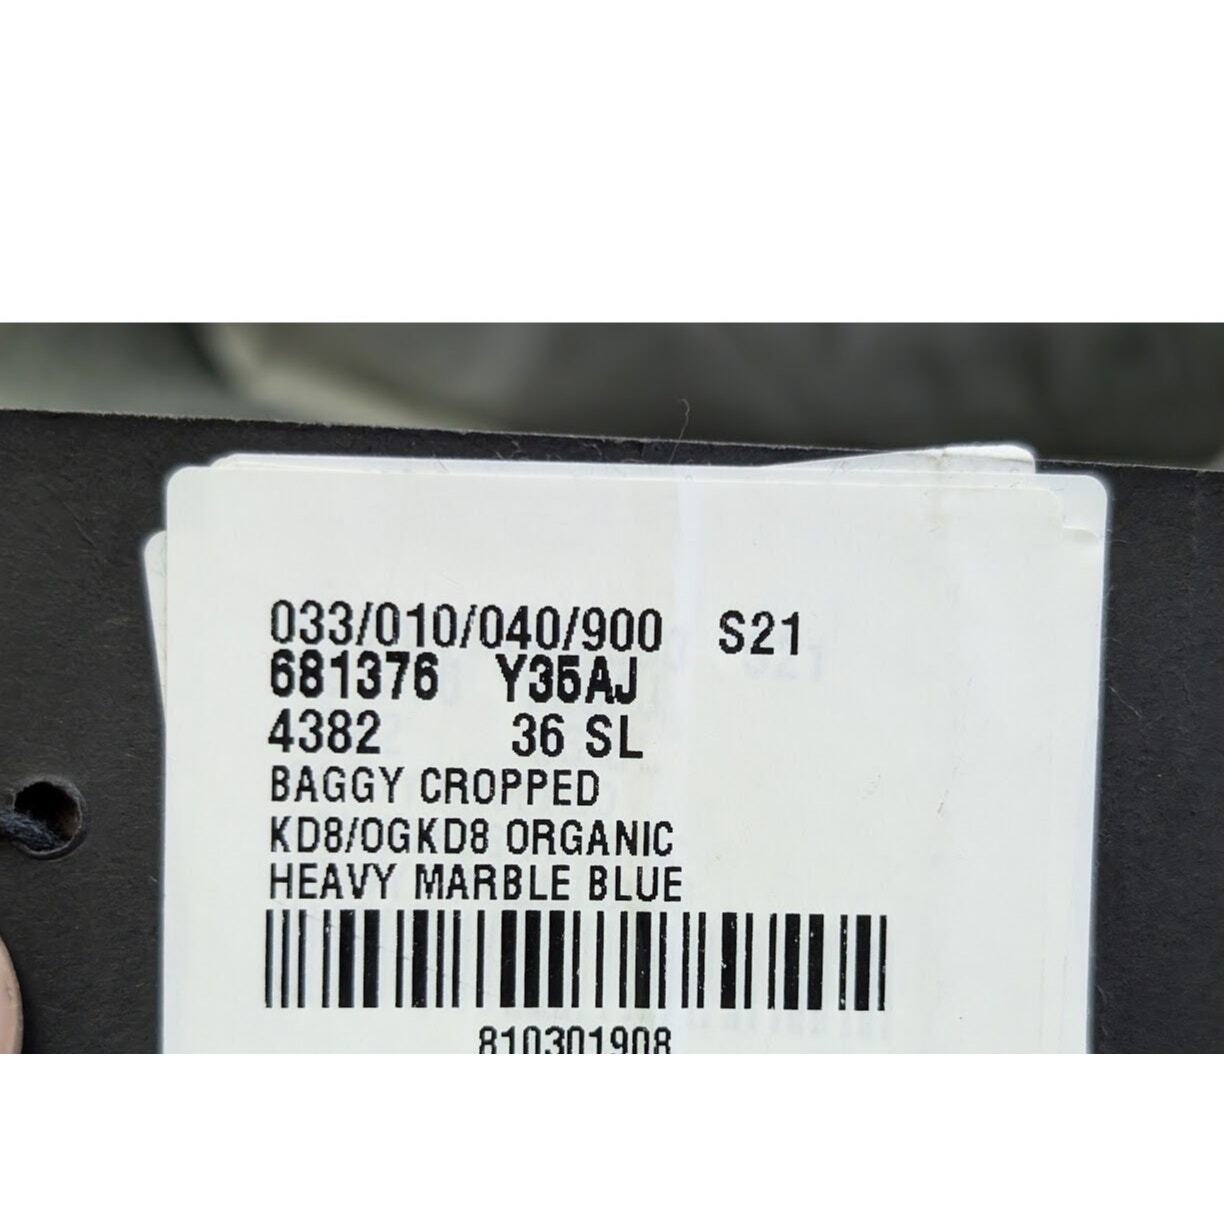 033/010/040/900 S21
681376 Y35AJ
4382 36 SL
BAGGY CROPPED
KD8/OGKD8 ORGANIC
HEAVY MARBLE BLUE
810301908